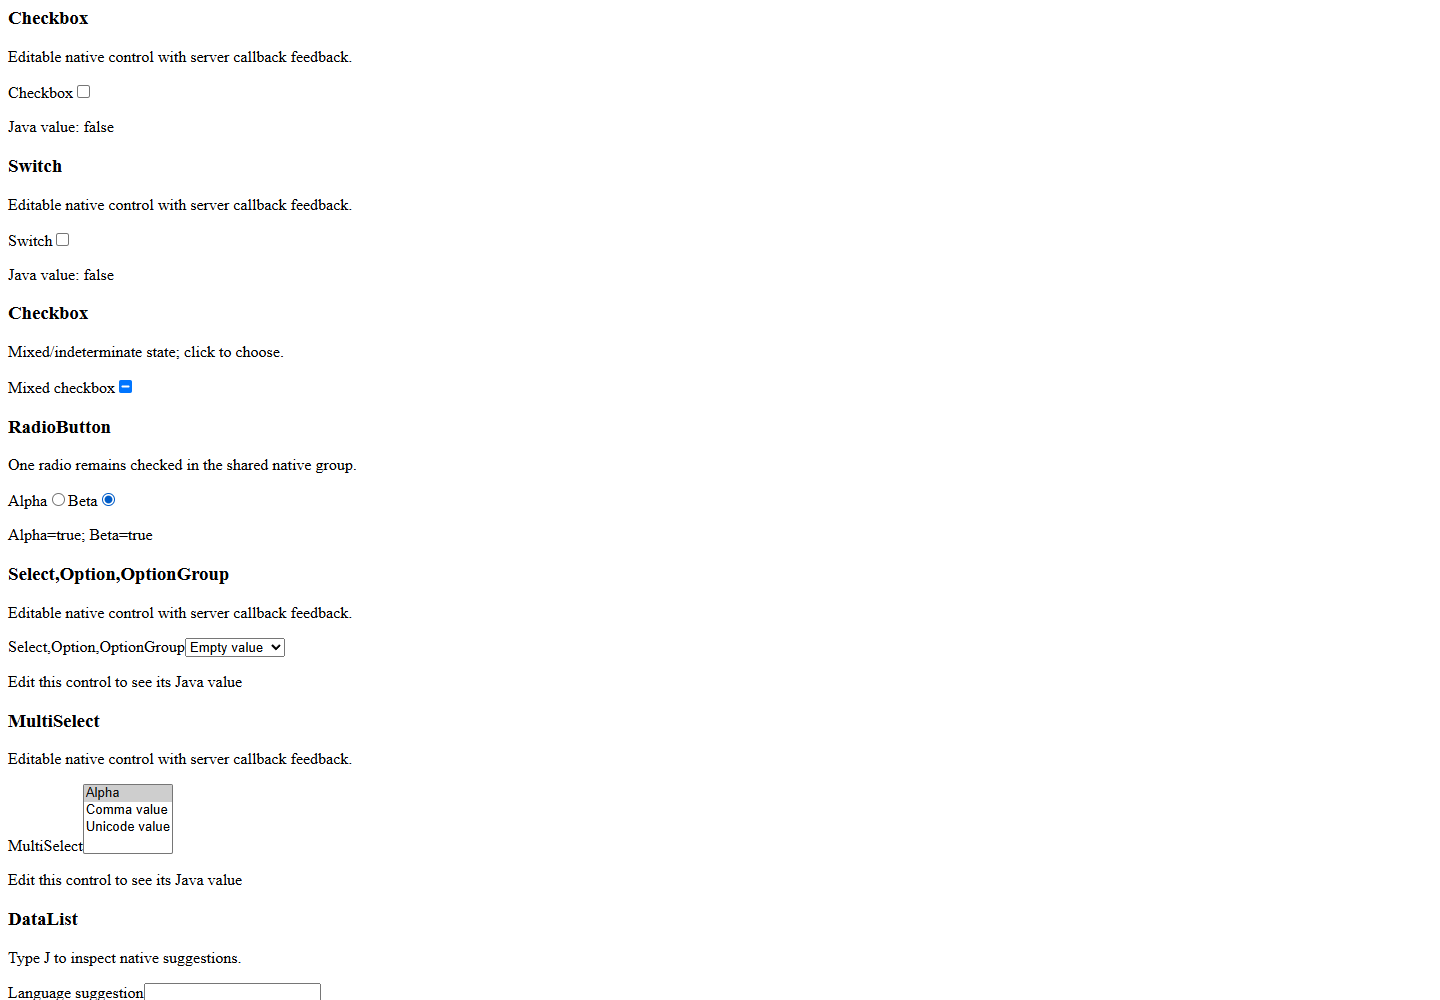 Checkbox
Editable native control with server callback feedback.
Checkbox
Java value: false
Switch
Editable native control with server callback feedback.
Switch
Java value: false
Checkbox
Mixed/indeterminate state; click to choose.
Mixed checkbox
RadioButton
One radio remains checked in the shared native group.
Alpha Beta
Alpha=true; Beta=true
Select,Option,OptionGroup
Editable native control with server callback feedback.
Select,Option,OptionGroup Empty value
Edit this control to see its Java value
MultiSelect
Editable native control with server callback feedback.
Alpha
Comma value
Unicode value
MultiSelect
Edit this control to see its Java value
DataList
Type J to inspect native suggestions.
Language suggestion